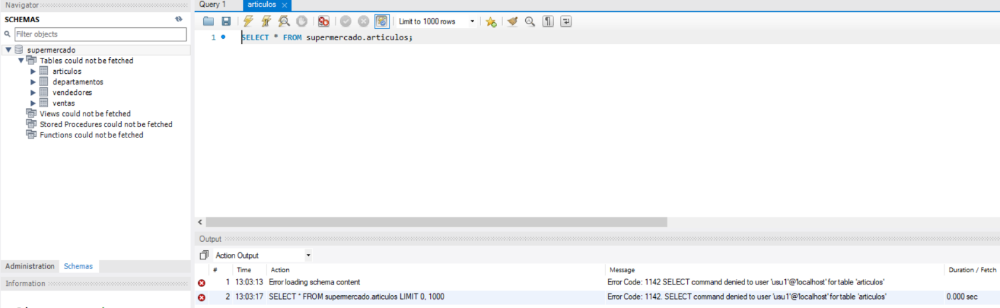 Navigator
SCHEMAS
Filter objects
supermercado
Tables could not be fetched
articulos
departamentos
vendedores
ventas
Views could not be fetched
Stored Procedures could not be fetched
Functions could not be fetched
Administration Schemas
Information
Query 1 articulos
Limit to 1000 rows
1 SELECT * FROM supermercado.articulos;
Output
Action Output
# Time Action Message Duration / Fetch
1 13:03:13 Error loading schema content Error Code: 1142 SELECT command denied to user 'usu1'@'localhost' for table 'articulos'
2 13:03:17 SELECT * FROM supermercado.articulos LIMIT 0, 1000 Error Code: 1142. SELECT command denied to user 'usu1'@'localhost' for table 'articulos' 0.000 sec